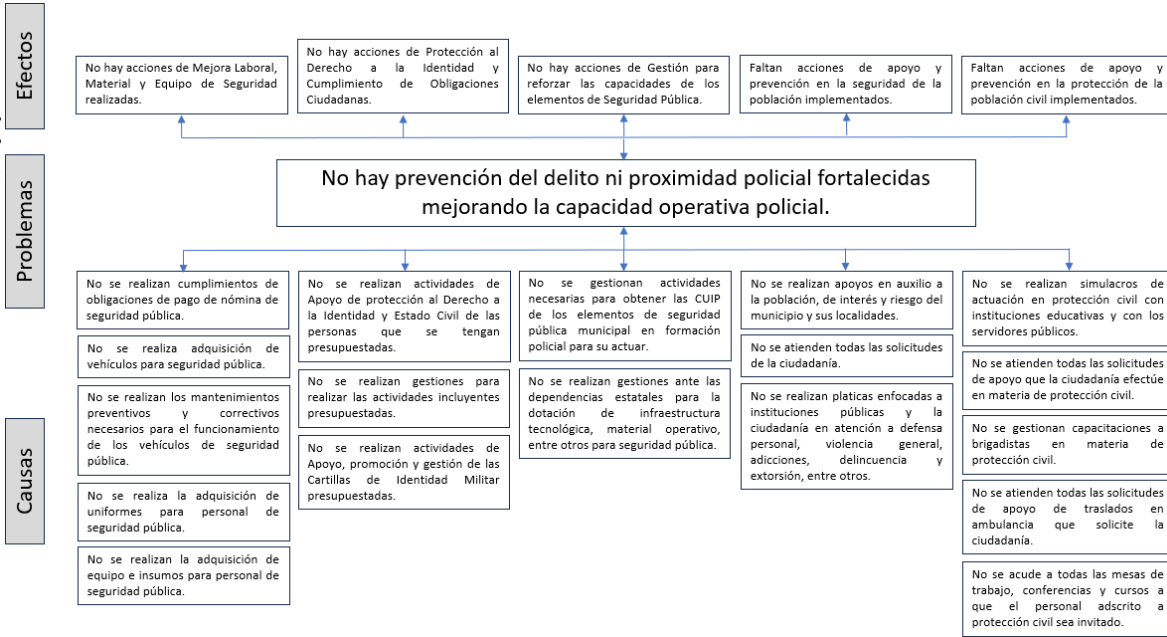 Efectos
No hay acciones de Mejora Laboral,
Material y Equipo de Seguridad
realizadas.
No hay acciones de Protección al
Derecho a la Identidad y
Cumplimiento de Obligaciones
Ciudadanas.
No hay acciones de Gestión para
reforzar las capacidades de los
elementos de Seguridad Pública.
Faltan acciones de apoyo y
prevención en la seguridad de la
población implementados.
Faltan acciones de apoyo y
prevención en la protección de la
población civil implementados.
Problemas
No hay prevención del delito ni proximidad policial fortalecidas
mejorando la capacidad operativa policial.
Causas
No se realizan cumplimientos de
obligaciones de pago de nómina de
seguridad pública.
No se realiza adquisición de
vehículos para seguridad pública.
No se realizan los mantenimientos
preventivos y correctivos
necesarios para el funcionamiento
de los vehículos de seguridad
pública.
No se realiza la adquisición de
uniformes para personal de
seguridad pública.
No se realizan la adquisición de
equipo e insumos para personal de
seguridad pública.
No se realizan actividades de
Apoyo de protección al Derecho a
la Identidad y Estado Civil de las
personas que se tengan
presupuestadas.
No se realizan gestiones para
realizar las actividades incluyentes
presupuestadas.
No se realizan actividades de
Apoyo, promoción y gestión de las
Cartillas de Identidad Militar
presupuestadas.
No se gestionan actividades
necesarias para obtener las CUIP
de los elementos de seguridad
pública municipal en formación
policial para su actuar.
No se realizan gestiones ante las
dependencias estatales para la
dotación de infraestructura
tecnológica, material operativo,
entre otros para seguridad pública.
No se realizan apoyos en auxilio a
la población, de interés y riesgo del
municipio y sus localidades.
No se atienden todas las solicitudes
de la ciudadanía.
No se realizan platicas enfocadas a
instituciones públicas y la
ciudadanía en atención a defensa
personal, violencia general,
adicciones, delincuencia y
extorsión, entre otros.
No se realizan simulacros de
actuación en protección civil con
instituciones educativas y con los
servidores públicos.
No se atienden todas las solicitudes
de apoyo que la ciudadanía efectúe
en materia de protección civil.
No se gestionan capacitaciones a
brigadistas en materia de
protección civil.
No se atienden todas las solicitudes
de apoyo de traslados en
ambulancia que solicite la
ciudadanía.
No se acude a todas las mesas de
trabajo, conferencias y cursos a
que el personal adscrito a
protección civil sea invitado.